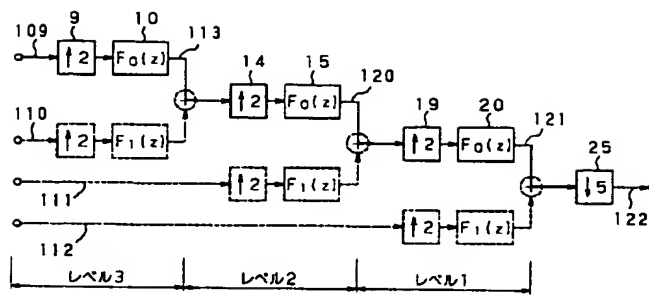 109 9 10 113
↑2 F₀(z)
14 15 120
110 ↑2 F₁(z) ↑2 F₀(z)
19 20 121
↑2 F₀(z) 25
111 ↑2 F₁(z) ↓5
112 ↑2 F₁(z) 122
レベル3 レベル2 レベル1